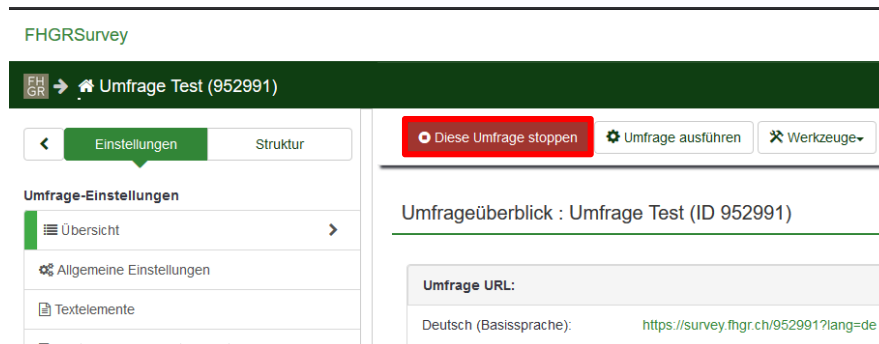 FHGRSurvey
FH GR Umfrage Test (952991)
Einstellungen Struktur
Diese Umfrage stoppen Umfrage ausführen Werkzeuge
Umfrage-Einstellungen
Übersicht
Umfrageüberblick : Umfrage Test (ID 952991)
Allgemeine Einstellungen
Umfrage URL:
Textelemente
Deutsch (Basissprache): https://survey.fhgr.ch/952991?lang=de